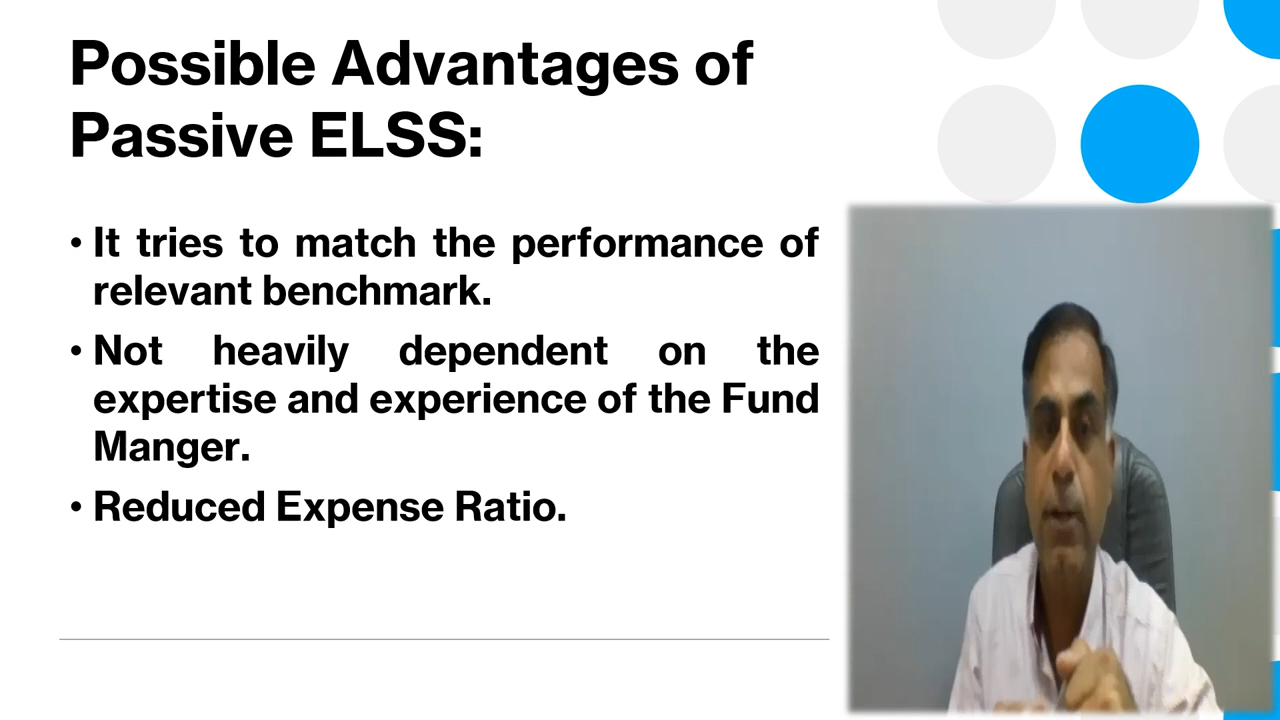 Possible Advantages of
Passive ELSS:
• It tries to match the performance of
relevant benchmark.
• Not heavily dependent on the
expertise and experience of the Fund
Manger.
• Reduced Expense Ratio.